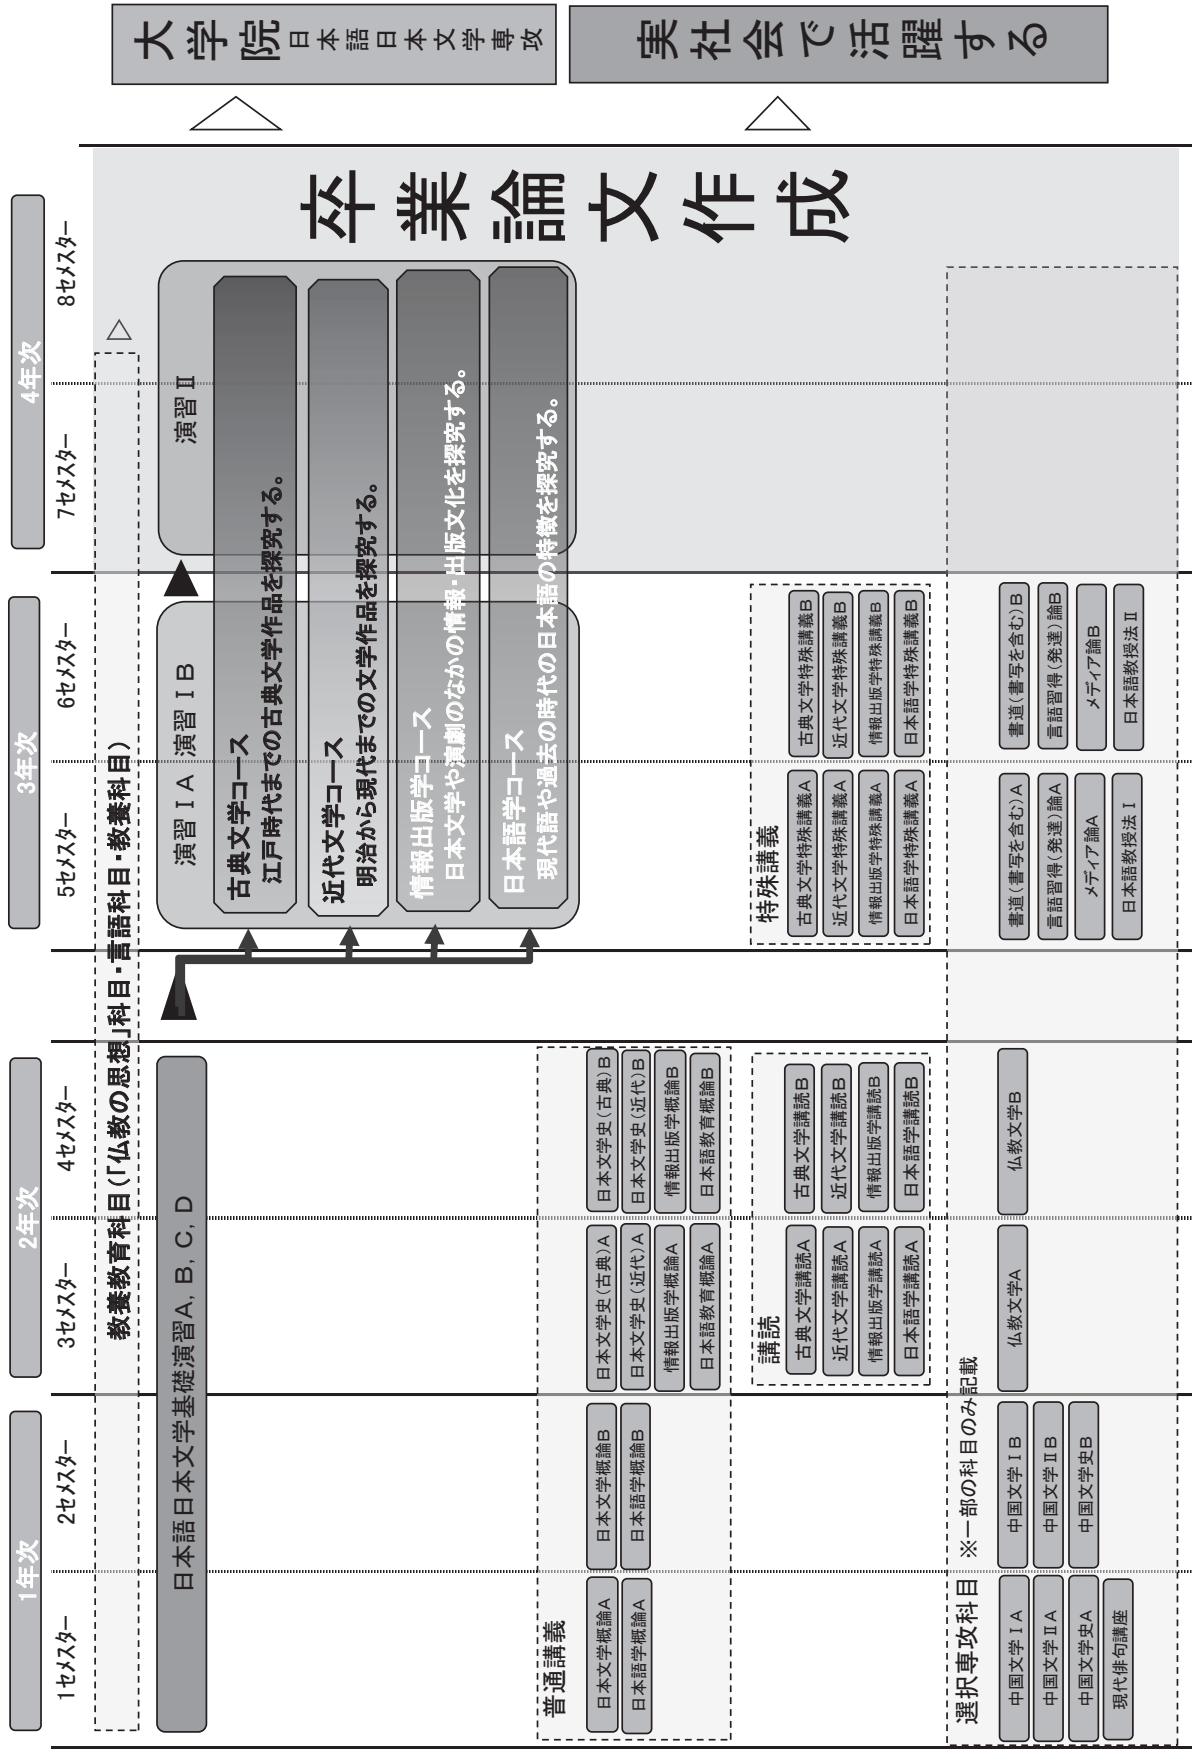 1年次
2年次
3年次
4年次
1セメスター
2セメスター
3セメスター
4セメスター
5セメスター
6セメスター
7セメスター
8セメスター
教養教育科目(「仏教の思想」科目・言語科目・教養科目)
日本語日本文学基礎演習A, B, C, D
演習ⅠA 演習ⅠB
演習Ⅱ
古典文学コース
江戸時代までの古典文学作品を探究する。
近代文学コース
明治から現代までの文学作品を探究する。
情報出版学コース
日本文学や演劇のなかの情報・出版文化を探究する。
日本語学コース
現代語や過去の時代の日本語の特徴を探究する。
卒業論文作成
大学院 日本語日本文学専攻
実社会で活躍する
普通講義
日本文学概論A
日本語学概論A
日本文学概論B
日本語学概論B
日本文学史(古典)A
日本文学史(近代)A
情報出版学概論A
日本語教育概論A
日本文学史(古典)B
日本文学史(近代)B
情報出版学概論B
日本語教育概論B
講読
古典文学講読A
近代文学講読A
情報出版学講読A
日本語学講読A
古典文学講読B
近代文学講読B
情報出版学講読B
日本語学講読B
特殊講義
古典文学特殊講義A
近代文学特殊講義A
情報出版学特殊講義A
日本語学特殊講義A
古典文学特殊講義B
近代文学特殊講義B
情報出版学特殊講義B
日本語学特殊講義B
選択専攻科目 ※一部の科目のみ記載
中国文学ⅠA
中国文学ⅡA
中国文学史A
現代俳句講座
中国文学ⅠB
中国文学ⅡB
中国文学史B
仏教文学A
仏教文学B
書道(書写を含む)A
言語習得(発達)論A
メディア論A
日本語教授法Ⅰ
書道(書写を含む)B
言語習得(発達)論B
メディア論B
日本語教授法Ⅱ